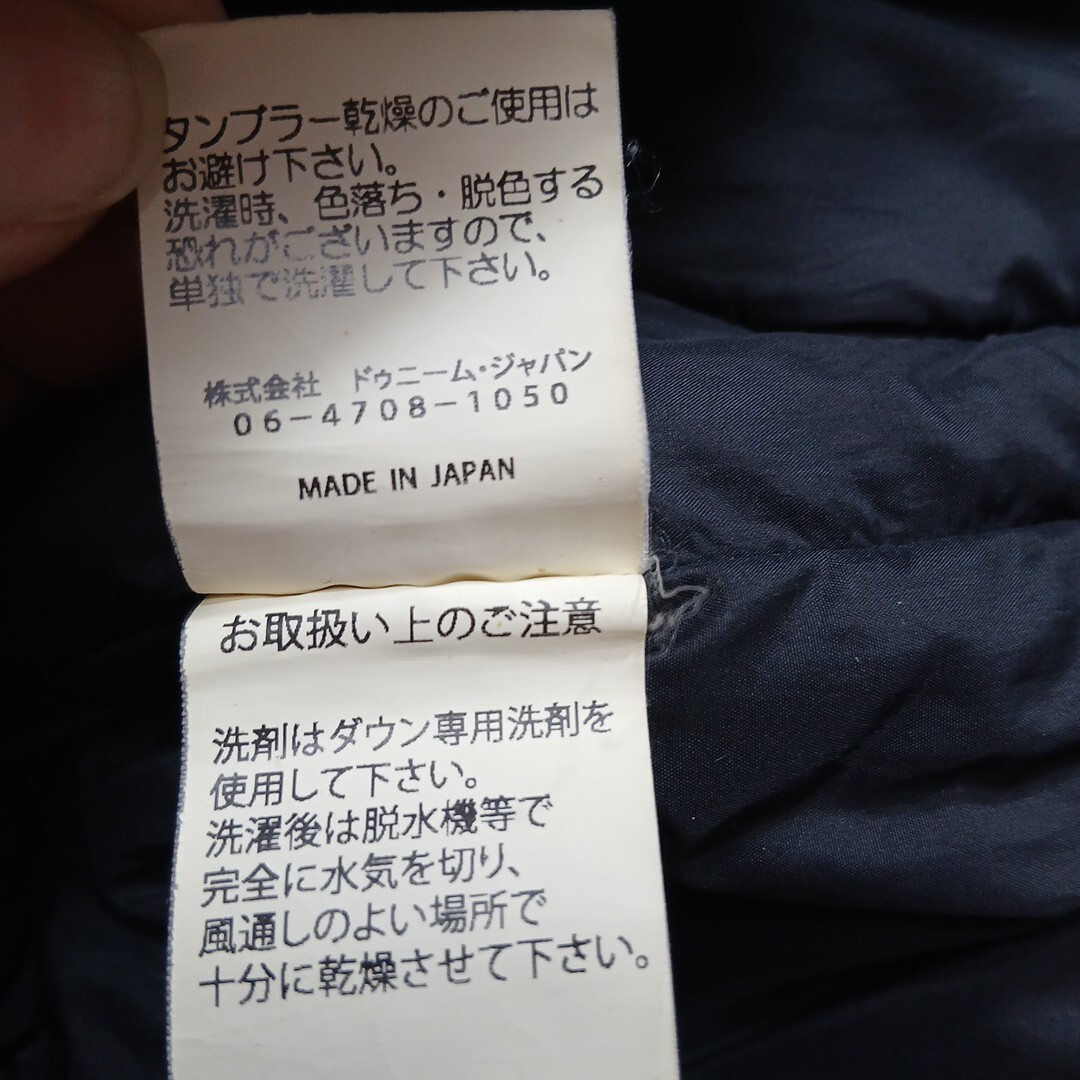 タンブラー乾燥のご使用は
お避け下さい。
洗濯時、色落ち・脱色する
恐れがございますので、
単独で洗濯して下さい。
株式会社 ドゥニーム・ジャパン
06-4708-1050
MADE IN JAPAN
お取扱い上のご注意
洗剤はダウン専用洗剤を
使用して下さい。
洗濯後は脱水機等で
完全に水気を切り、
風通しのよい場所で
十分に乾燥させて下さい。